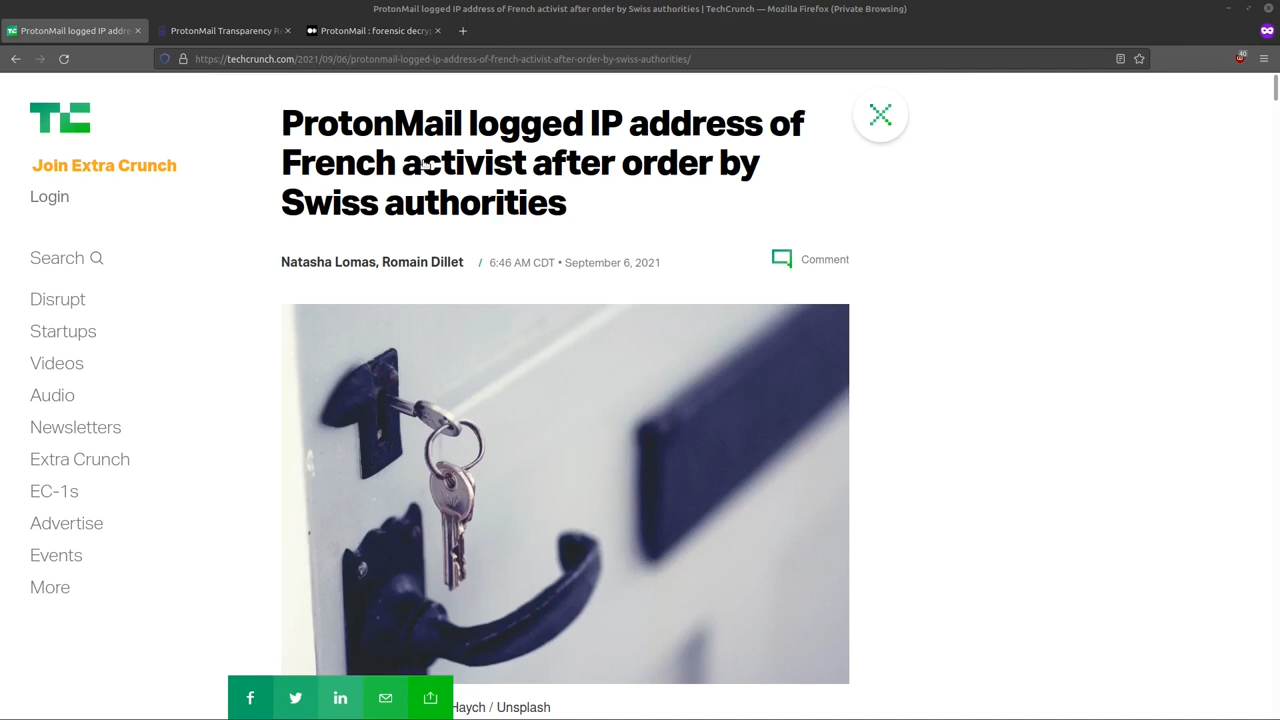 ProtonMail logged IP address of French activist after order by Swiss authorities | TechCrunch — Mozilla Firefox (Private Browsing)
ProtonMail logged IP addre
ProtonMail Transparency Re
ProtonMail : forensic decryp
https://techcrunch.com/2021/09/06/protonmail-logged-ip-address-of-french-activist-after-order-by-swiss-authorities/
40
TC
Join Extra Crunch
Login
Search
Disrupt
Startups
Videos
Audio
Newsletters
Extra Crunch
EC-1s
Advertise
Events
More
ProtonMail logged IP address of
French activist after order by
Swiss authorities
Natasha Lomas, Romain Dillet / 6:46 AM CDT • September 6, 2021
Comment
Haych / Unsplash